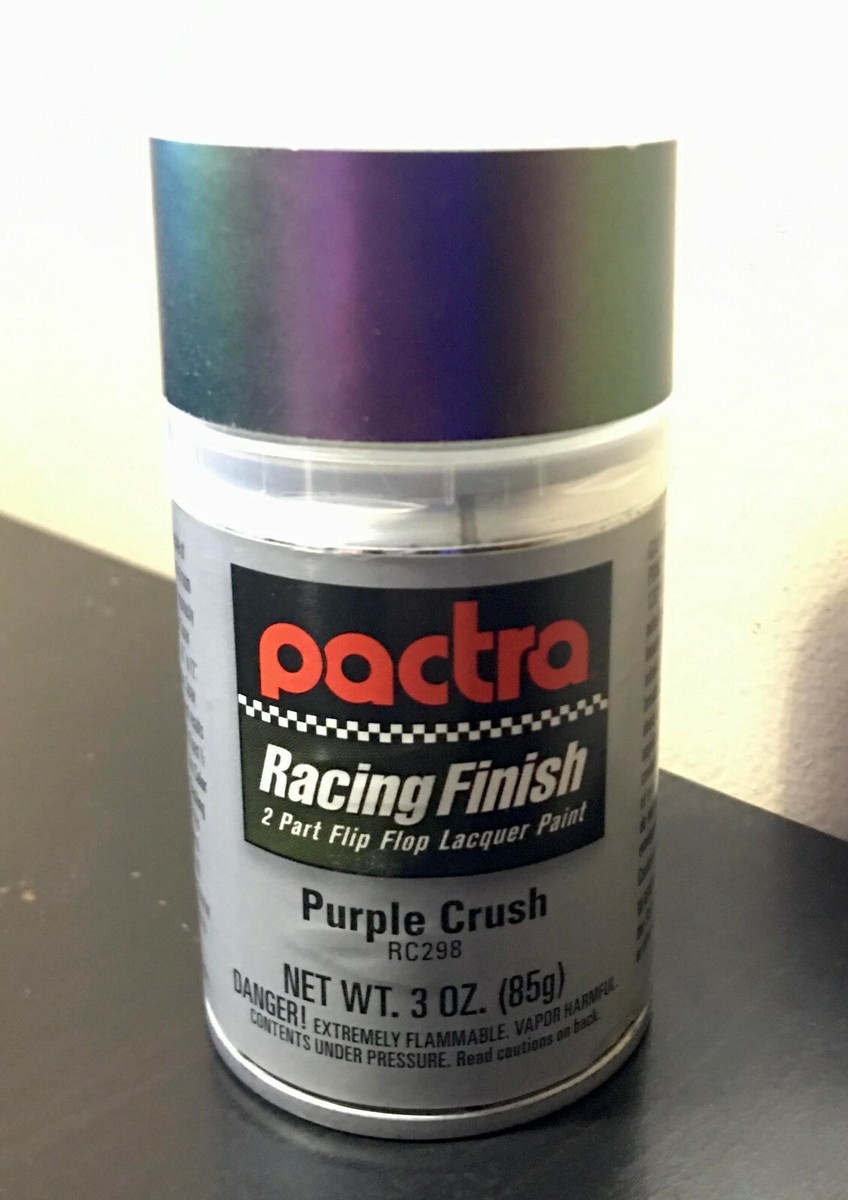 pactra
Racing Finish
2 Part Flip Flop Lacquer Paint
Purple Crush
RC298
NET WT. 3 OZ. (85g)
DANGER! EXTREMELY FLAMMABLE. VAPOR HARMFUL.
CONTENTS UNDER PRESSURE. Read cautions on back.